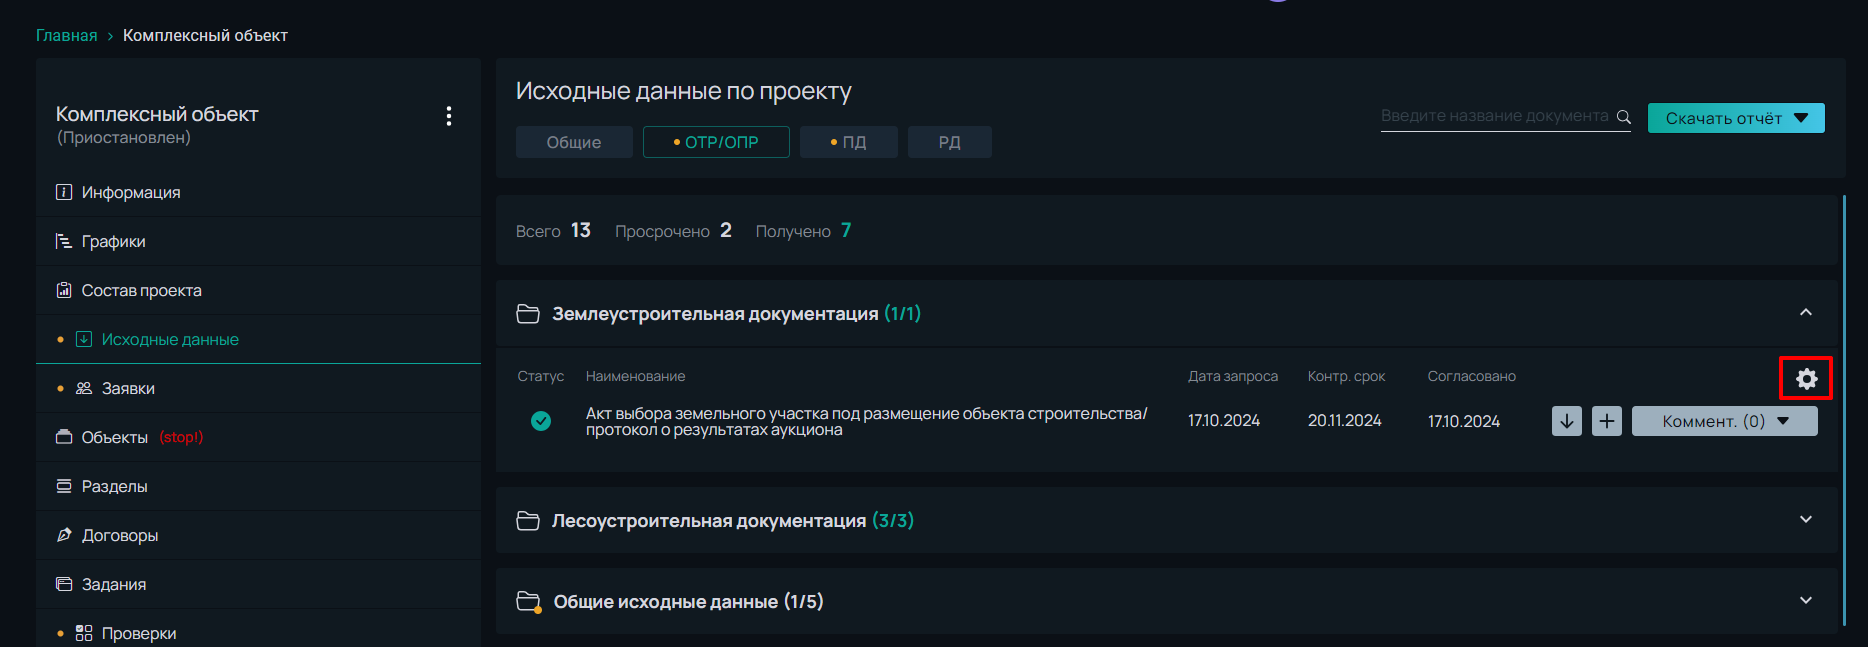 Главная › Комплексный объект
Комплексный объект
(Приостановлен)
Информация
Графики
Состав проекта
Исходные данные
Заявки
Объекты (stop!)
Разделы
Договоры
Задания
Проверки
Исходные данные по проекту
Общие ОТР/ОПР ПД РД
Введите название документа
Скачать отчёт
Всего 13 Просрочено 2 Получено 7
Землеустроительная документация (1/1)
Статус Наименование Дата запроса Контр. срок Согласовано
Акт выбора земельного участка под размещение объекта строительства/
протокол о результатах аукциона
17.10.2024 20.11.2024 17.10.2024 Коммент. (0)
Лесоустроительная документация (3/3)
Общие исходные данные (1/5)